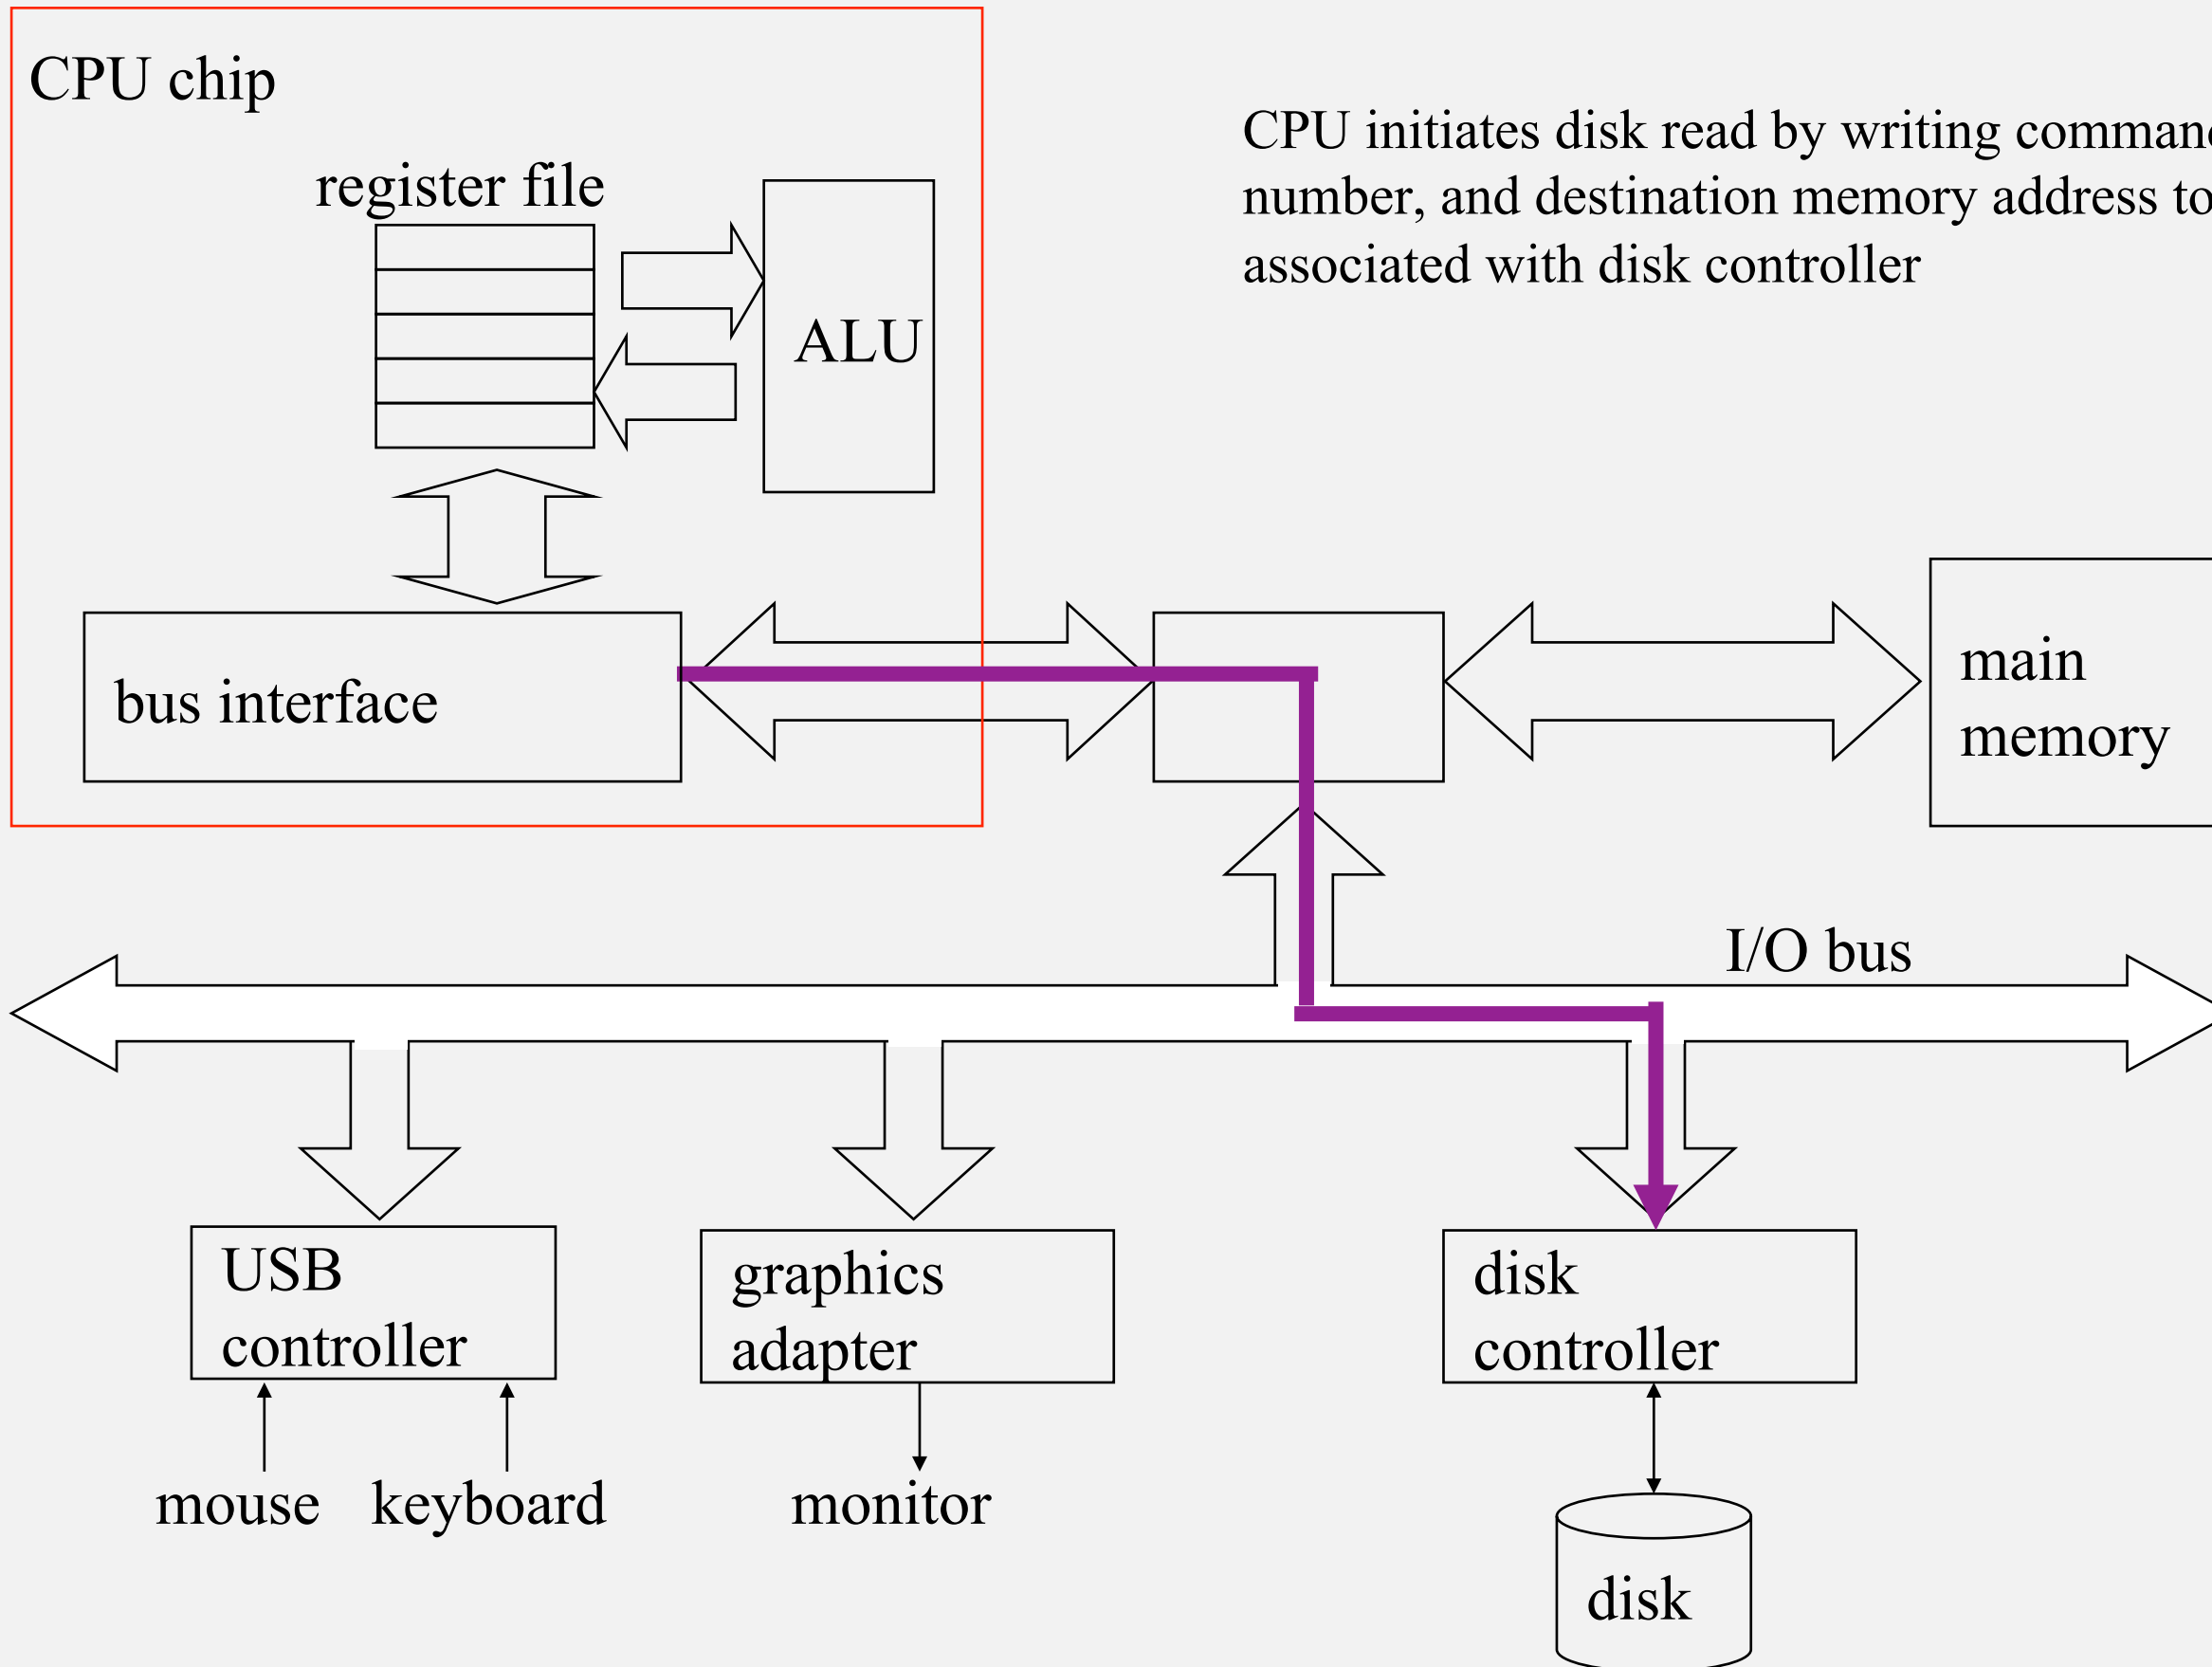 CPU chip
CPU initiates disk read by writing
number, and destination memory address to
associated with disk controller
register file
ALU
bus interface
main
memory
I/O bus
USB
controller
graphics
adapter
disk
controller
mouse
keyboard
monitor
disk